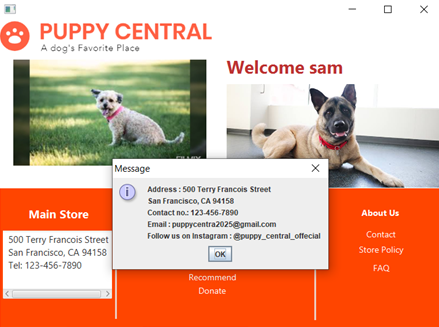 PUPPY CENTRAL
A dog's Favorite Place
Welcome sam
Message
Address : 500 Terry Francois Street
San Francisco, CA 94158
Contact no.: 123-456-7890
Email : puppycentra2025@gmail.com
Follow us on Instagram : @puppy_central_offecial
OK
Main Store
500 Terry Francois Street
San Francisco, CA 94158
Tel: 123-456-7890
Recommend
Donate
About Us
Contact
Store Policy
FAQ